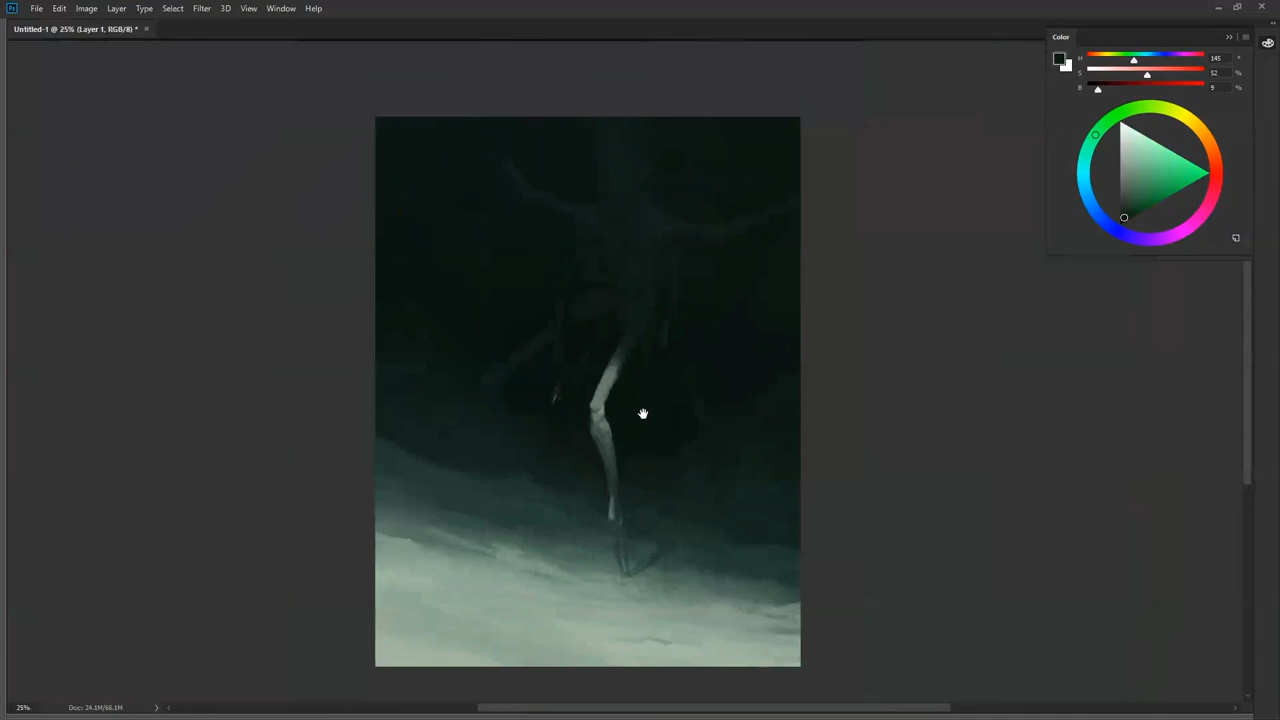 Ps File Edit Image Layer Type Select Filter 3D View Window Help
Untitled-1 @ 25% (Layer 1, RGB/8) * ×
Color
H 145 °
S 52 %
B 9 %
25% Doc: 24.1M/66.1M